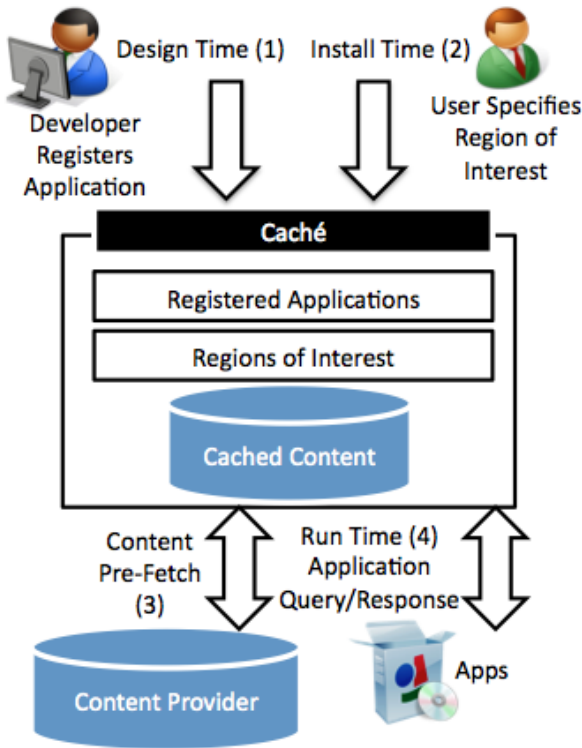 Design Time (1)
Install Time (2)
Developer
Registers
Application
User Specifies
Region of
Interest
Caché
Registered Applications
Regions of Interest
Cached Content
Content
Pre-Fetch
(3)
Run Time (4)
Application
Query/Response
Content Provider
Apps